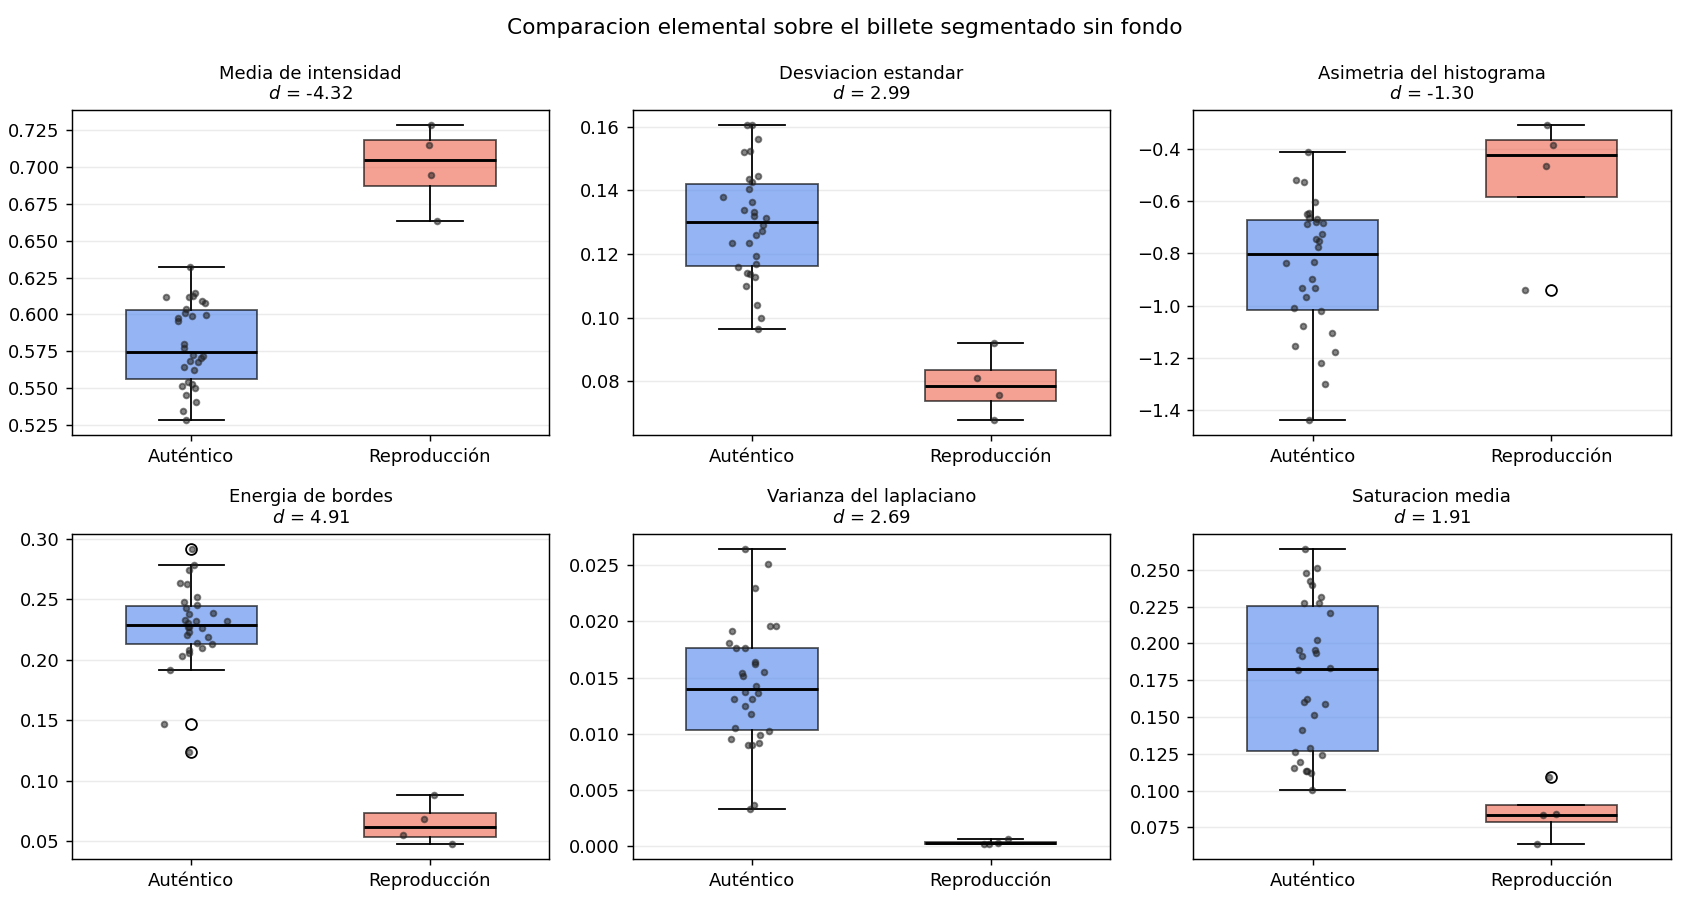 Comparacion elemental sobre el billete segmentado sin fondo
Media de intensidad
d = -4.32
0.725
0.700
0.675
0.650
0.625
0.600
0.575
0.550
0.525
Auténtico
Reproducción
Desviacion estandar
d = 2.99
0.16
0.14
0.12
0.10
0.08
Auténtico
Reproducción
Asimetria del histograma
d = -1.30
−0.4
−0.6
−0.8
−1.0
−1.2
−1.4
Auténtico
Reproducción
Energia de bordes
d = 4.91
0.30
0.25
0.20
0.15
0.10
0.05
Auténtico
Reproducción
Varianza del laplaciano
d = 2.69
0.025
0.020
0.015
0.010
0.005
0.000
Auténtico
Reproducción
Saturacion media
d = 1.91
0.250
0.225
0.200
0.175
0.150
0.125
0.100
0.075
Auténtico
Reproducción